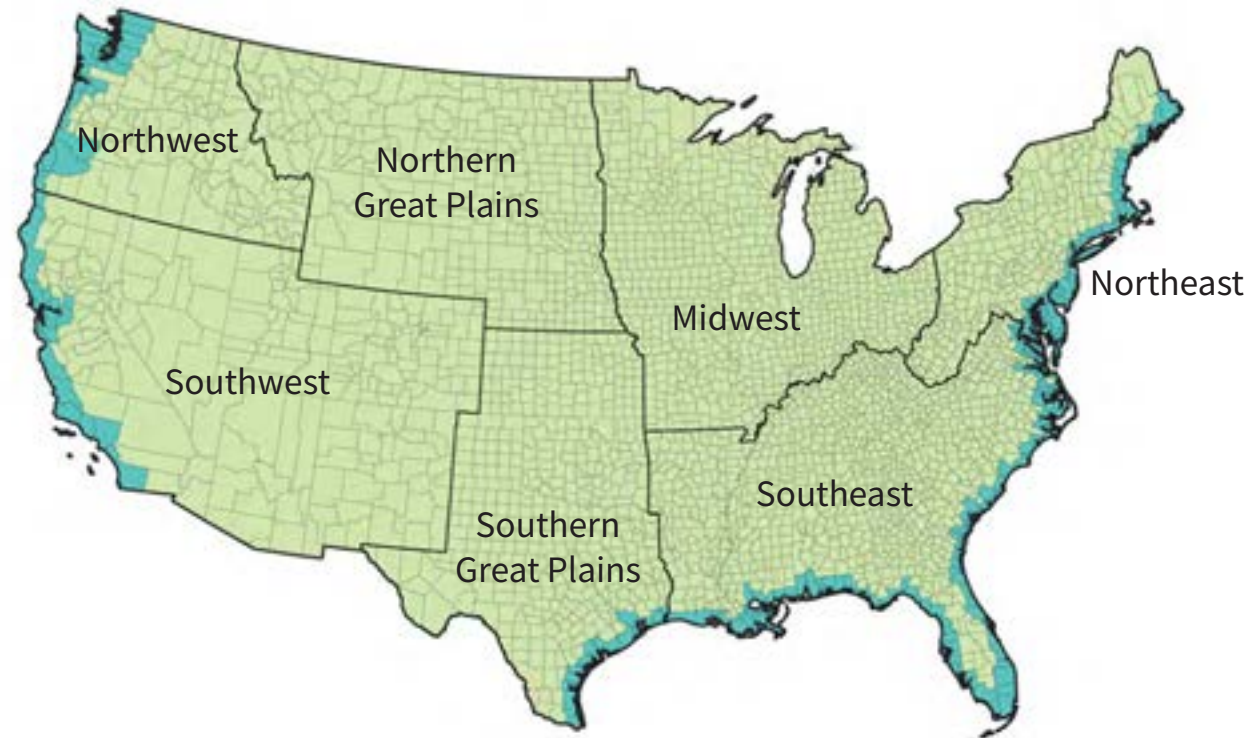 Northwest
Northern
Great Plains
Northeast
Midwest
Southwest
Southeast
Southern
Great Plains